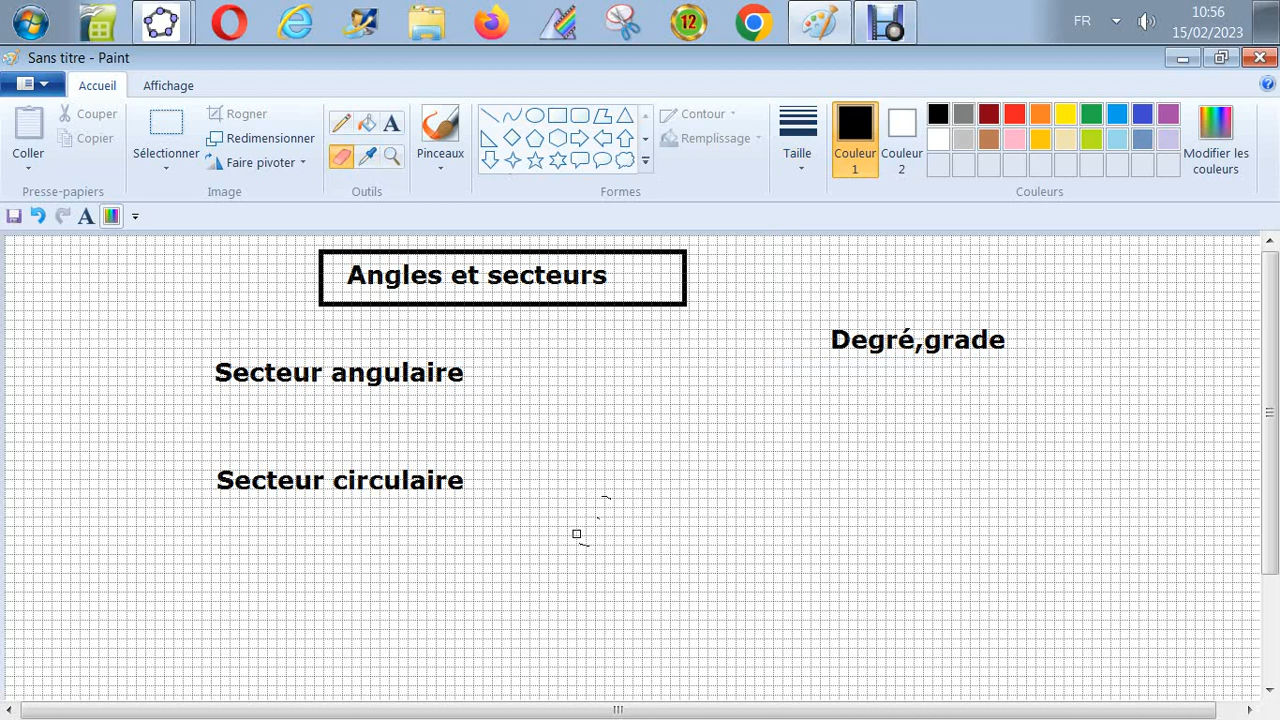 12
FR
10:56
15/02/2023
Sans titre - Paint
Accueil
Affichage
Coller
Couper
Copier
Presse-papiers
Sélectionner
Rogner
Redimensionner
Faire pivoter
Image
A
Outils
Pinceaux
Formes
Contour
Remplissage
Taille
Couleur 1
Couleur 2
Modifier les couleurs
Couleurs
A
Angles et secteurs
Degré,grade
Secteur angulaire
Secteur circulaire